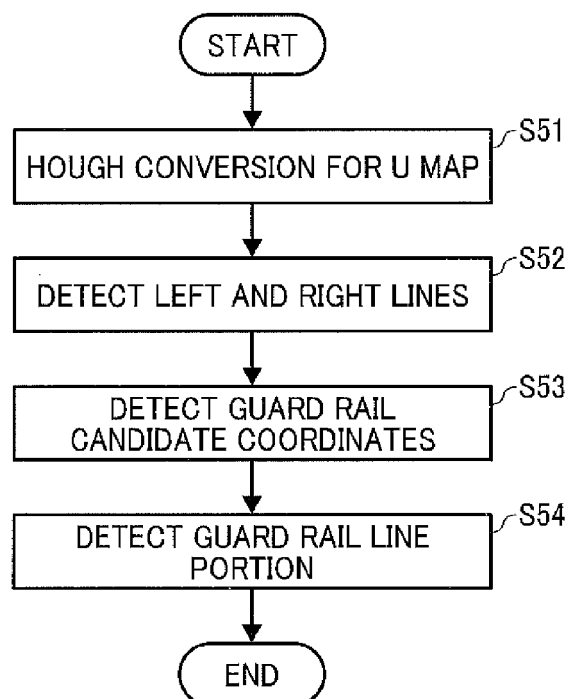 START
HOUGH CONVERSION FOR U MAP
S51
DETECT LEFT AND RIGHT LINES
S52
DETECT GUARD RAIL
CANDIDATE COORDINATES
S53
DETECT GUARD RAIL LINE
PORTION
S54
END